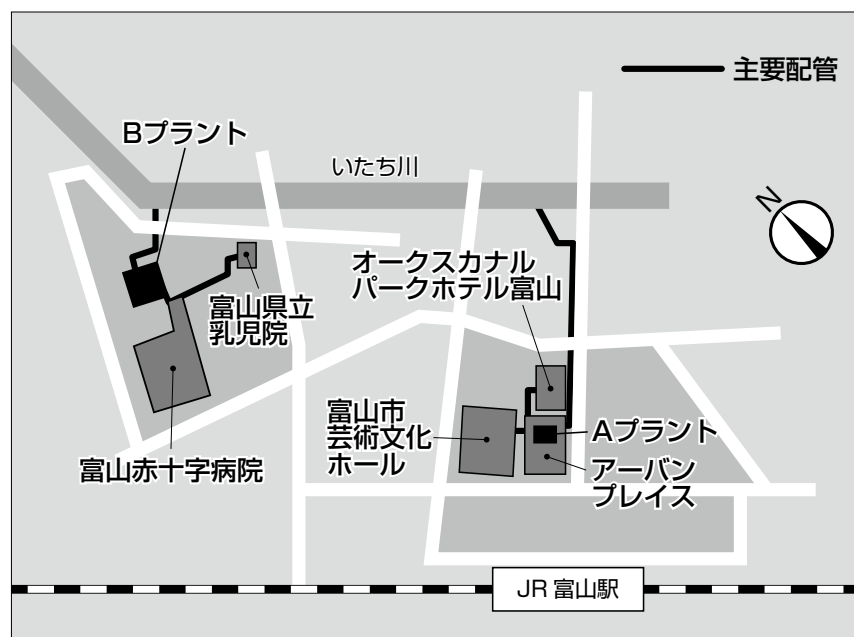 主要配管
Bプラント
いたち川
N
オークスカナル
パークホテル富山
富山県立
乳児院
富山市
芸術文化
ホール
Aプラント
アーバン
プレイス
富山赤十字病院
JR富山駅